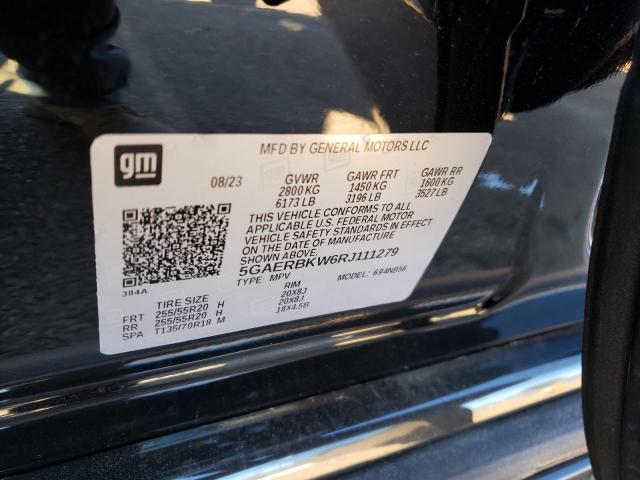 gm
MFD BY GENERAL MOTORS LLC
08/23 GVWR GAWR FRT GAWR RR
2800 KG 1450 KG 1600 KG
6173 LB 3196 LB 3527 LB
THIS VEHICLE CONFORMS TO ALL
APPLICABLE U.S. FEDERAL MOTOR
VEHICLE SAFETY STANDARDS IN EFFECT
ON THE DATE OF MANUFACTURE
SHOWN ABOVE.
5GAERBKW6RJ111279
TYPE: MPV MODEL: 694NB56
384A
TIRE SIZE RIM
FRT 255/55R20 H 20X8J
RR 255/55R20 H 20X8J
SPA T135/70R18 M 18X4.5B